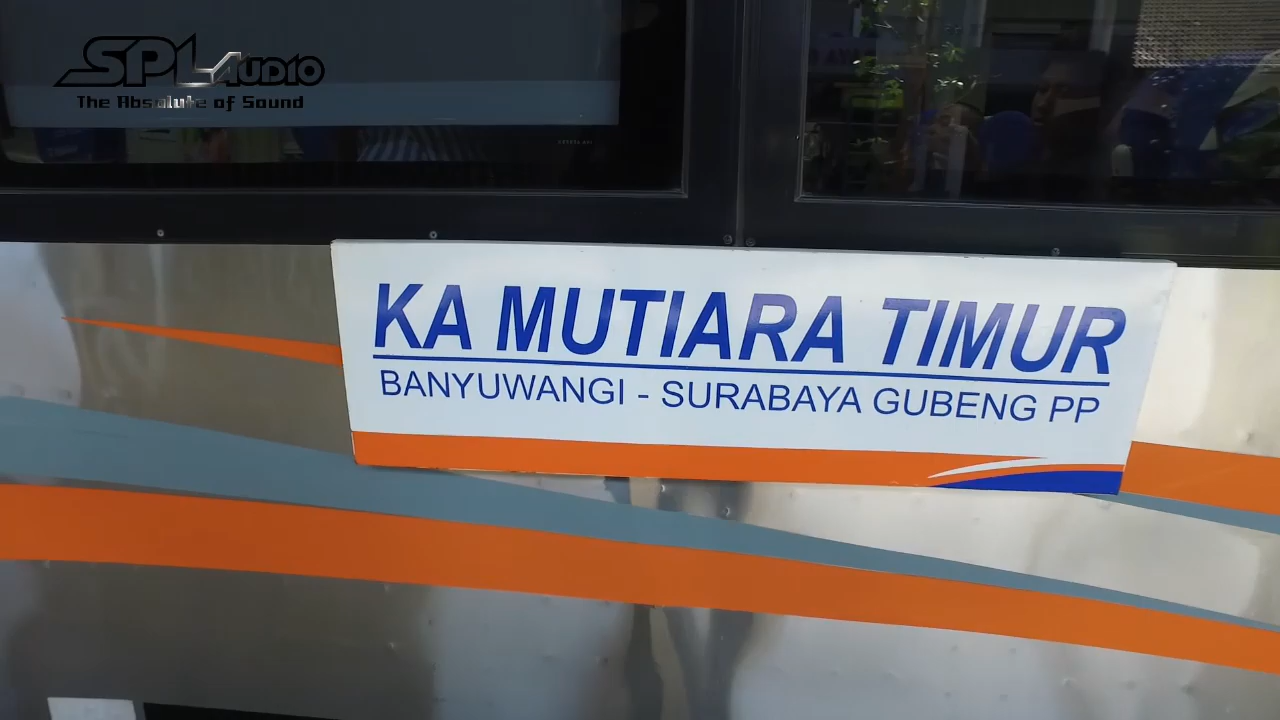 SPL AUDIO
The Absolute of Sound
KA MUTIARA TIMUR
BANYUWANGI - SURABAYA GUBENG PP